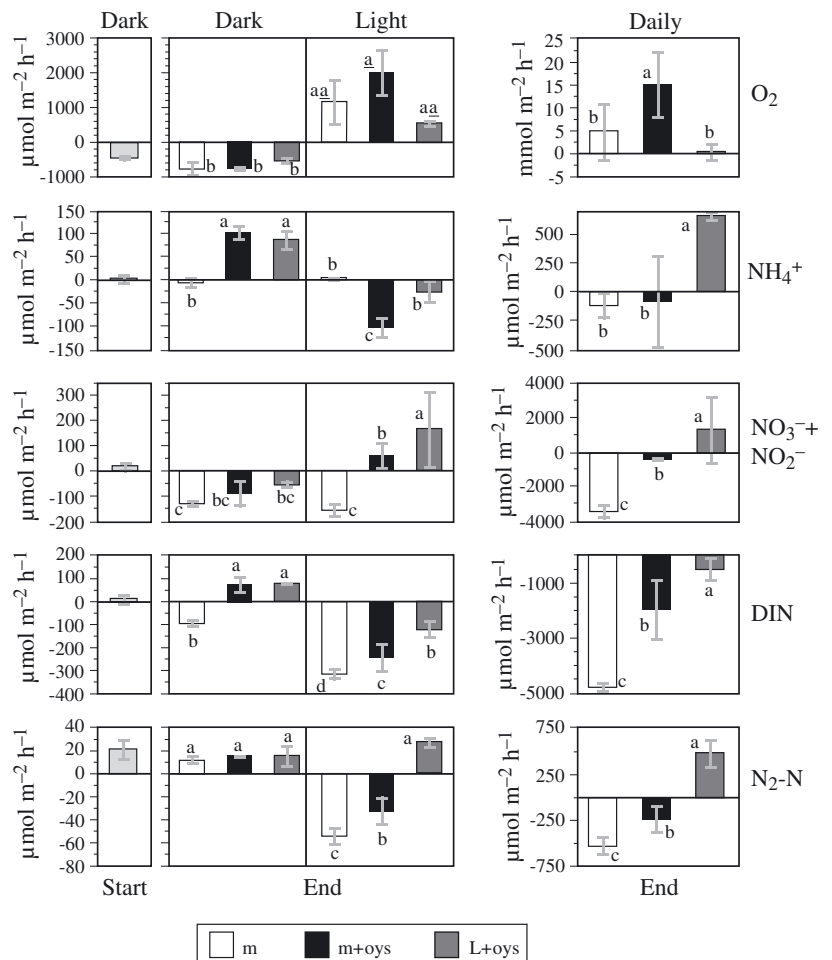 Dark Dark Light Daily
µmol m−2 h−1
3000
2000
1000
0
-1000
b b b aa a aa
mmol m−2 h−1
25
20
15
10
5
0
-5
b a b
O2
µmol m−2 h−1
150
100
50
0
-50
-100
150
b a a b c b
µmol m−2 h−1
500
250
0
-250
-500
b b a
NH4+
µmol m−2 h−1
300
200
100
0
-100
-200
c bc bc c b a
µmol m−2 h−1
4000
2000
0
-2000
-4000
c b a
NO3−+
NO2−
µmol m−2 h−1
200
100
0
-100
-200
-300
-400
b a a d c b
µmol m−2 h−1
-1000
-3000
-5000
c b a
DIN
µmol m−2 h−1
40
20
0
-20
-40
-60
-80
a a a c b a
µmol m−2 h−1
750
250
-250
-750
c b a
N2-N
Start End End
m m+oys L+oys